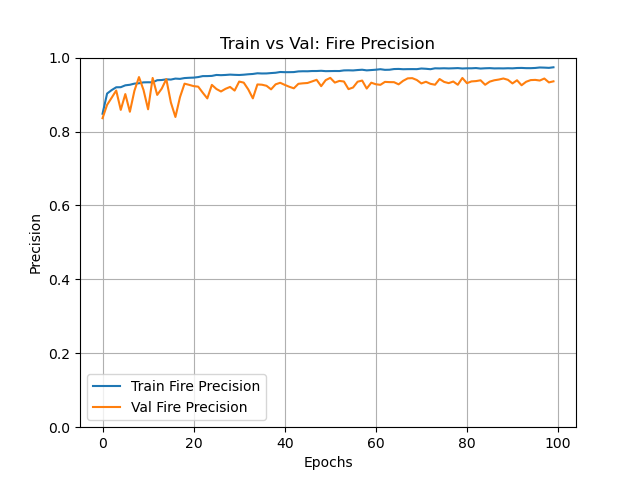 Train vs Val: Fire Precision
1.0
0.8
0.6
0.4
0.2
0.0
Precision
Train Fire Precision
Val Fire Precision
0 20 40 60 80 100
Epochs